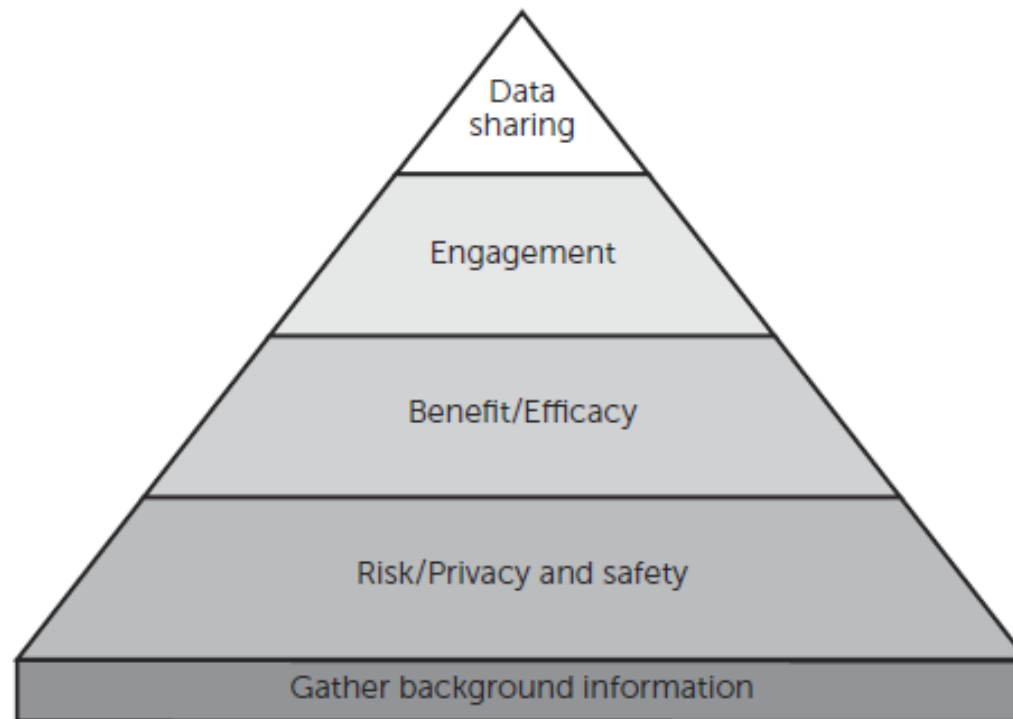 Data
sharing
Engagement
Benefit/Efficacy
Risk/Privacy and safety
Gather background information